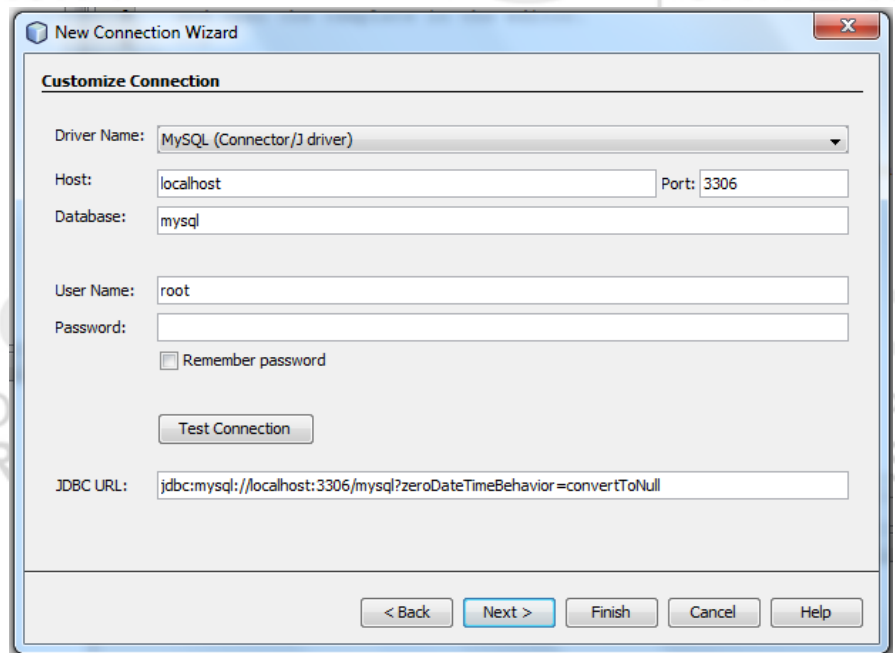 New Connection Wizard
Customize Connection
Driver Name: MySQL (Connector/J driver)
Host: localhost Port: 3306
Database: mysql
User Name: root
Password:
Remember password
Test Connection
JDBC URL: jdbc:mysql://localhost:3306/mysql?zeroDateTimeBehavior=convertToNull
< Back Next > Finish Cancel Help